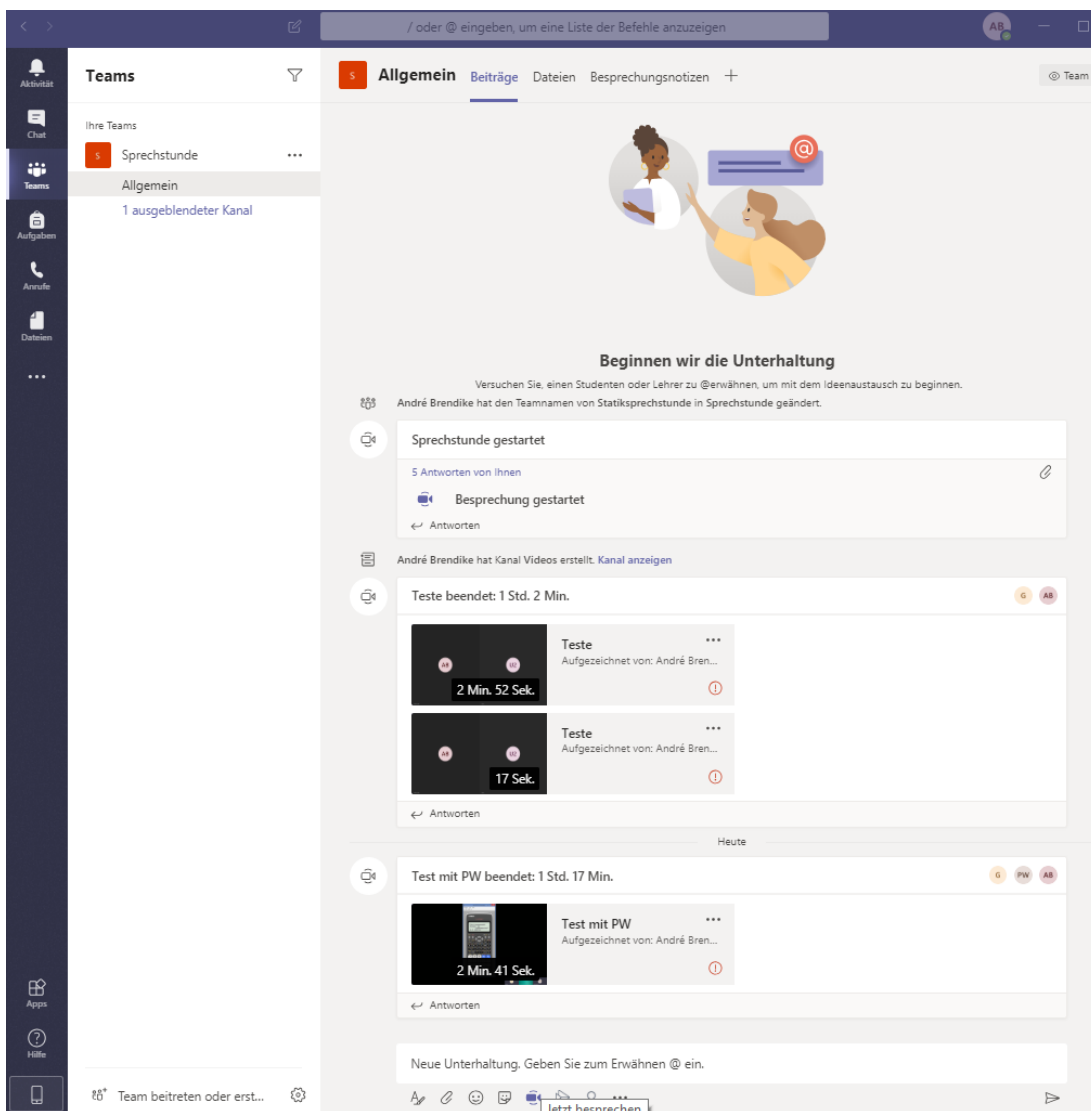 / oder @ eingeben, um eine Liste der Befehle anzuzeigen
AB
Aktivität
Chat
Teams
Aufgaben
Anrufe
Dateien
Apps
Hilfe
Teams
Ihre Teams
S
Sprechstunde
Allgemein
1 ausgeblendeter Kanal
Team beitreten oder erst...
S
Allgemein Beiträge Dateien Besprechungsnotizen
Team
@
Beginnen wir die Unterhaltung
Versuchen Sie, einen Studenten oder Lehrer zu @erwähnen, um mit dem Ideenaustausch zu beginnen.
André Brendike hat den Teamnamen von Statiksprechstunde in Sprechstunde geändert.
Sprechstunde gestartet
5 Antworten von Ihnen
Besprechung gestartet
Antworten
André Brendike hat Kanal Videos erstellt. Kanal anzeigen
Teste beendet: 1 Std. 2 Min.
G AB
AB
2 Min. 52 Sek.
Teste
Aufgezeichnet von: André Bren...
AB
17 Sek.
Teste
Aufgezeichnet von: André Bren...
Antworten
Heute
Test mit PW beendet: 1 Std. 17 Min.
G PW AB
2 Min. 41 Sek.
Test mit PW
Aufgezeichnet von: André Bren...
Antworten
Neue Unterhaltung. Geben Sie zum Erwähnen @ ein.
Jetzt besprechen